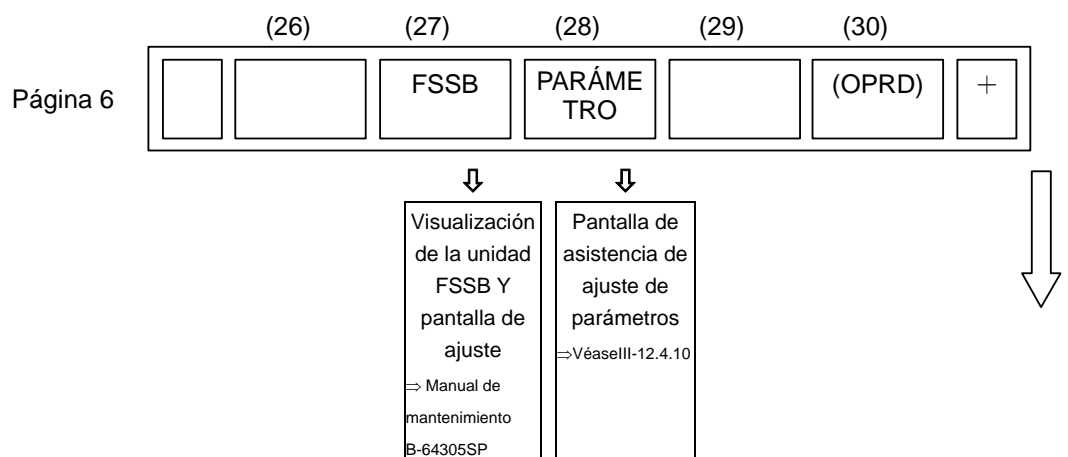 (26) (27) (28) (29) (30)
Página 6
FSSB
PARÁME
TRO
(OPRD)
+
Visualización
de la unidad
FSSB Y
pantalla de
ajuste
⇒ Manual de
mantenimiento
B-64305SP
Pantalla de
asistencia de
ajuste de
parámetros
⇒VéaseIII-12.4.10